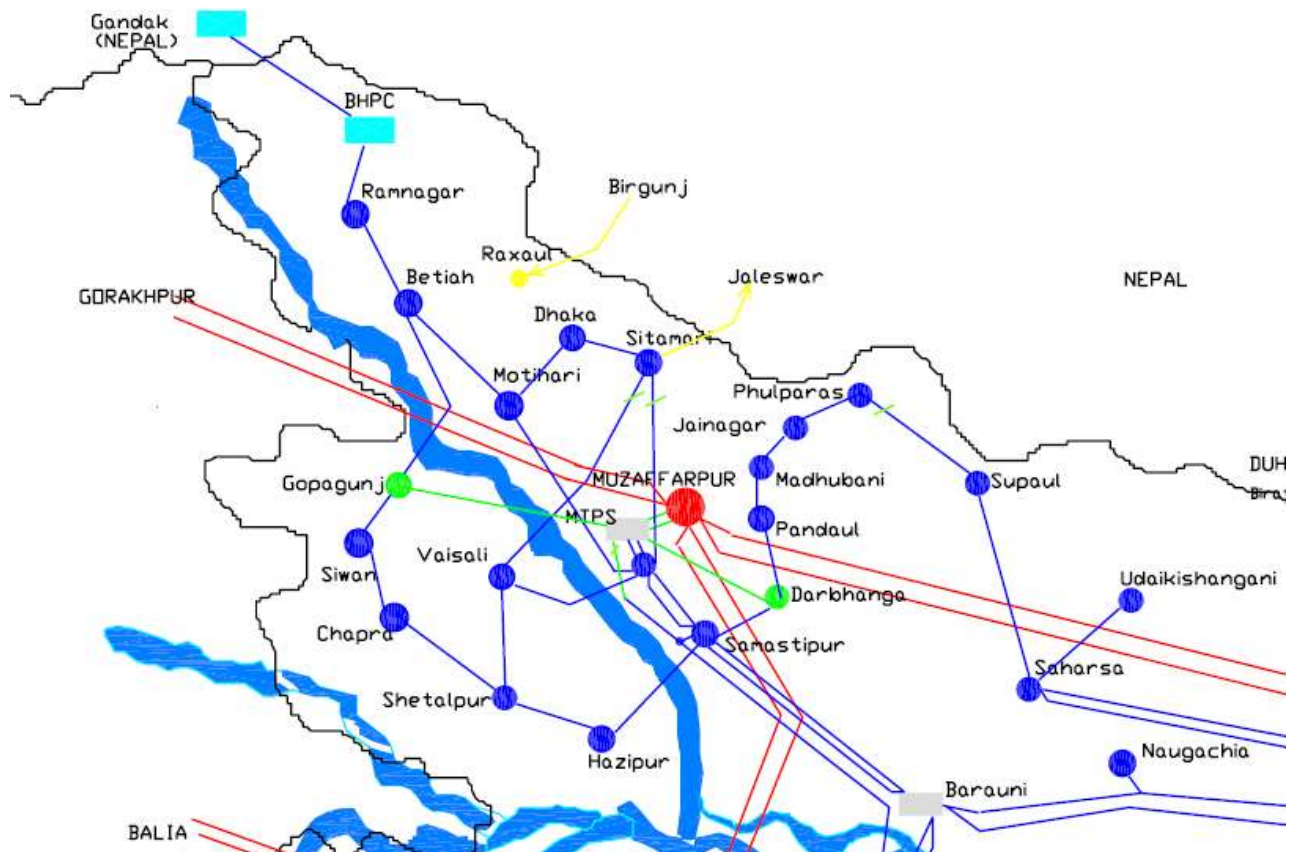 Gandak
(NEPAL)
BHPC
Ramnagar
Birgunj
Raxaul
Jaleswar
NEPAL
Betiah
GORAKHPUR
Dhaka
Sitamari
Motihari
Phulparas
Jainagar
DUH
Biraj
MUZAFFARPUR
Madhubani
Supaul
Gopagunj
MTPS
Pandaul
Vaisali
Siwan
Udaikishangani
Darbhanga
Chapra
Samastipur
Saharsa
Shetalpur
Hazipur
Naugachia
Barauni
BALIA